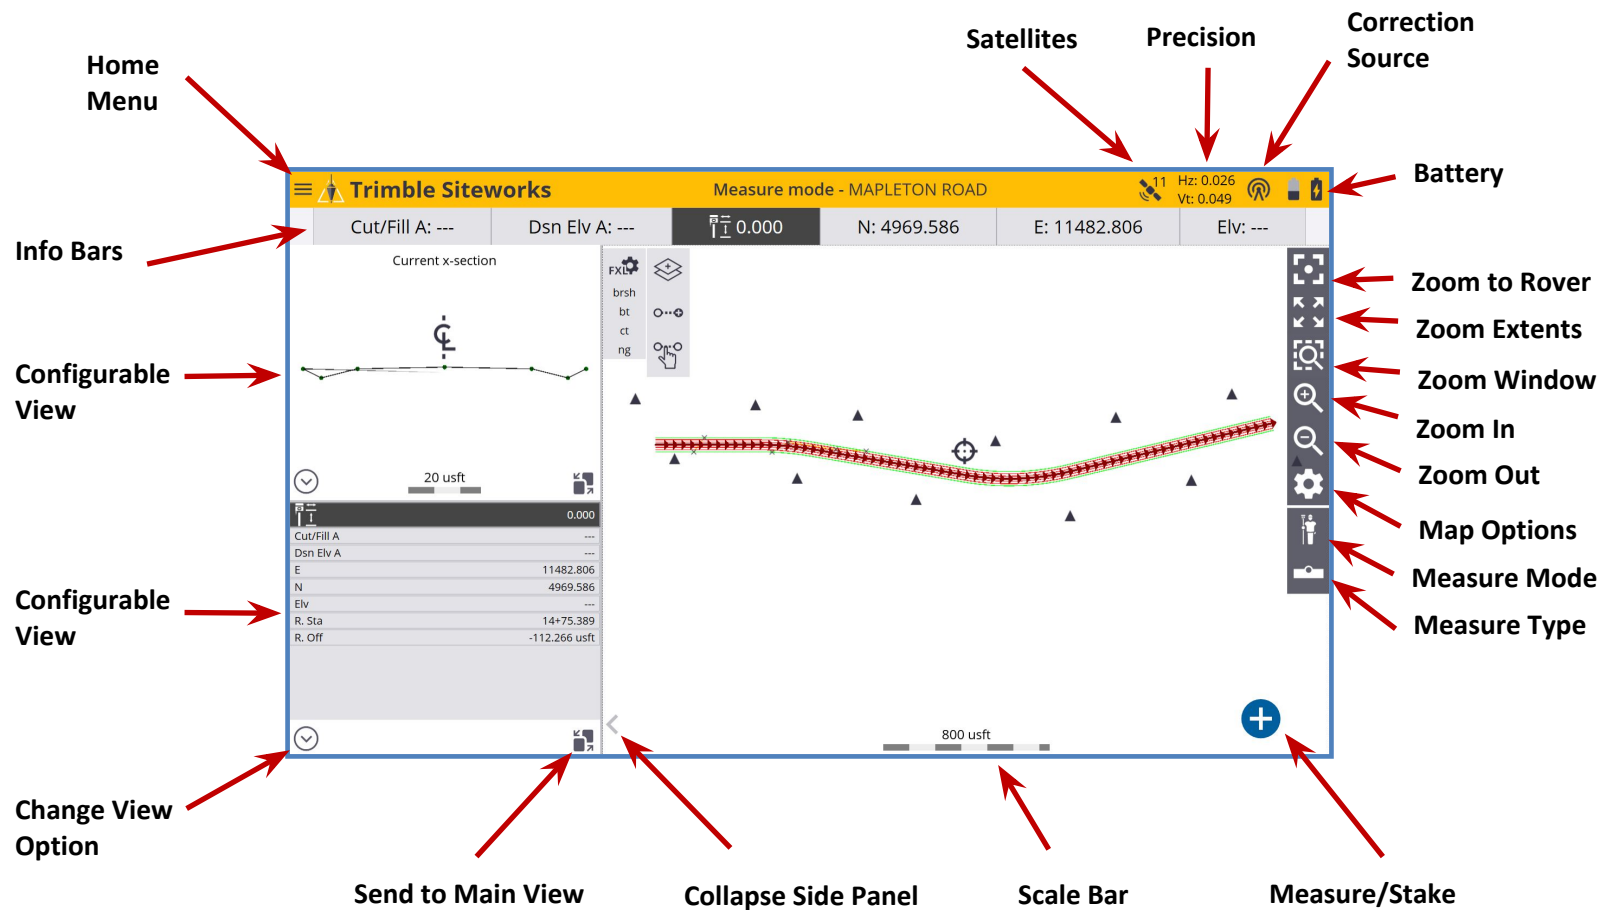 Correction
Source
Satellites
Precision
Home
Menu
Battery
Trimble Siteworks
Measure mode - MAPLETON ROAD
11
Hz: 0.026
Vt: 0.049
Info Bars
Cut/Fill A: ---
Dsn Elv A: ---
0.000
N: 4969.586
E: 11482.806
Elv: ---
Current x-section
FXL
brsh
bt
ct
ng
Zoom to Rover
Zoom Extents
Zoom Window
Zoom In
Zoom Out
Map Options
Measure Mode
Measure Type
Configurable
View
20 usft
0.000
Cut/Fill A ---
Dsn Elv A ---
E 11482.806
N 4969.586
Elv ---
R. Sta 14+75.389
R. Off -112.266 usft
Configurable
View
800 usft
Change View
Option
Send to Main View
Collapse Side Panel
Scale Bar
Measure/Stake